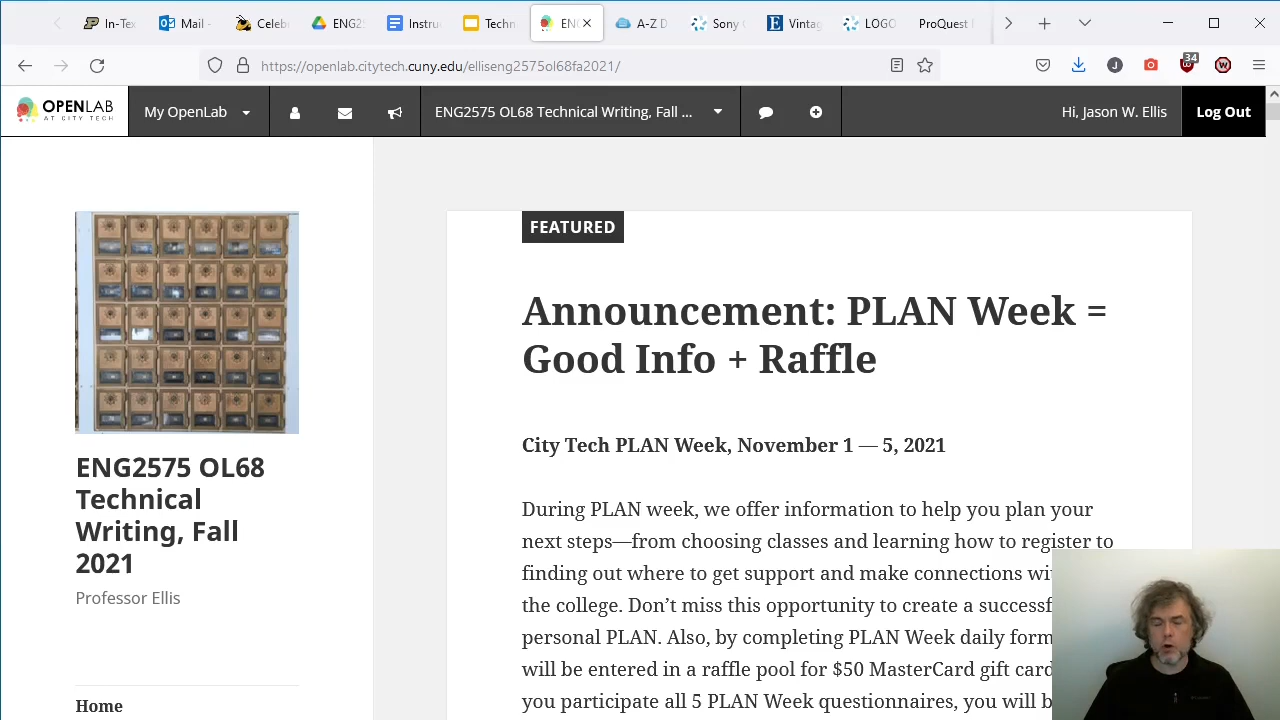 In-Tex
Mail -
Celeb
ENG2
Instruc
Techn
EN
A-Z D
Sony
Vintag
LOGO
ProQuest
https://openlab.citytech.cuny.edu/ellieng2575ol68fa2021/
34
OPENLAB
AT CITY TECH
My OpenLab
ENG2575 OL68 Technical Writing, Fall ...
Hi, Jason W. Ellis
Log Out
FEATURED
Announcement: PLAN Week =
Good Info + Raffle
City Tech PLAN Week, November 1 — 5, 2021
During PLAN week, we offer information to help you plan your
next steps—from choosing classes and learning how to register to
finding out where to get support and make connections wi
the college. Don’t miss this opportunity to create a successf
personal PLAN. Also, by completing PLAN Week daily form
will be entered in a raffle pool for $50 MasterCard gift card
you participate all 5 PLAN Week questionnaires, you will b
ENG2575 OL68
Technical
Writing, Fall
2021
Professor Ellis
Home